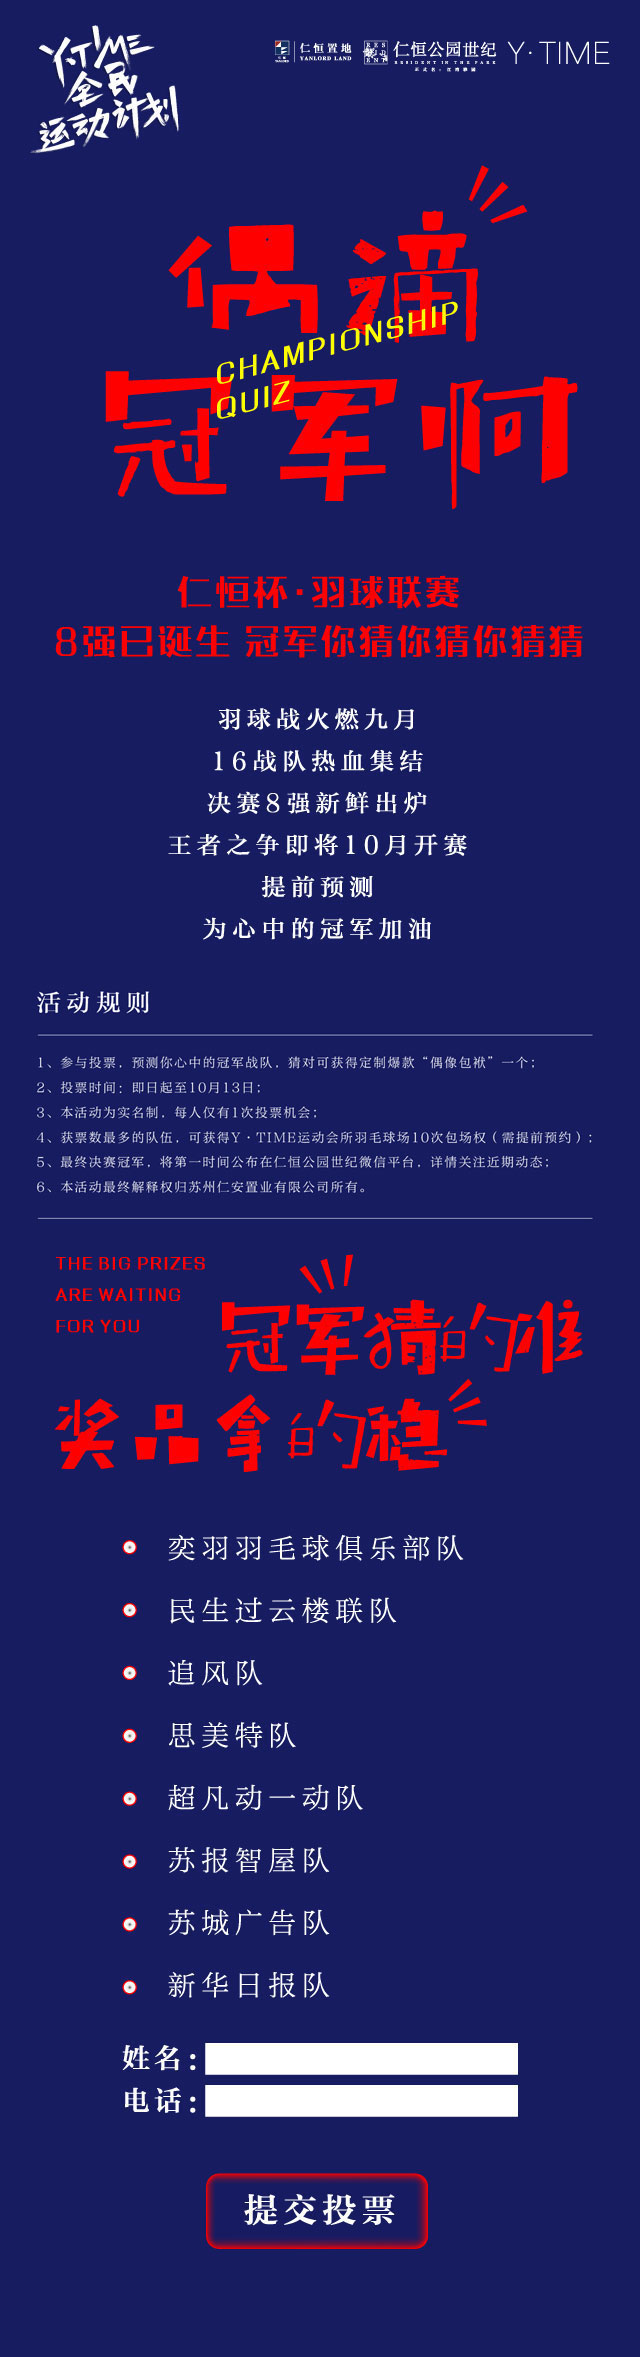 Y·TIME
全民
运动计划
仁恒置地
YANLORD LAND
仁恒公园世纪
RESIDENT IN THE PARK
Y·TIME
偶滴
CHAMPIONSHIP
QUIZ
冠军啊
仁恒杯·羽球联赛
8强已诞生 冠军你猜你猜你猜猜
羽球战火燃九月
16战队热血集结
决赛8强新鲜出炉
王者之争即将10月开赛
提前预测
为心中的冠军加油
活动规则
1、参与投票，预测你心中的冠军战队，猜对可获得定制爆款“偶像包袱”一个；
2、投票时间：即日起至10月13日；
3、本活动为实名制，每人仅有1次投票机会；
4、获票数最多的队伍，可获得Y·TIME运动会所羽毛球场10次包场权（需提前预约）；
5、最终决赛冠军，将第一时间公布在仁恒公园世纪微信平台，详情关注近期动态；
6、本活动最终解释权归苏州仁安置业有限公司所有。
THE BIG PRIZES
ARE WAITING
FOR YOU
冠军猜的准
奖品拿的稳
奕羽羽毛球俱乐部队
民生过云楼联队
追风队
思美特队
超凡动一动队
苏报智屋队
苏城广告队
新华日报队
姓名：
电话：
提交投票